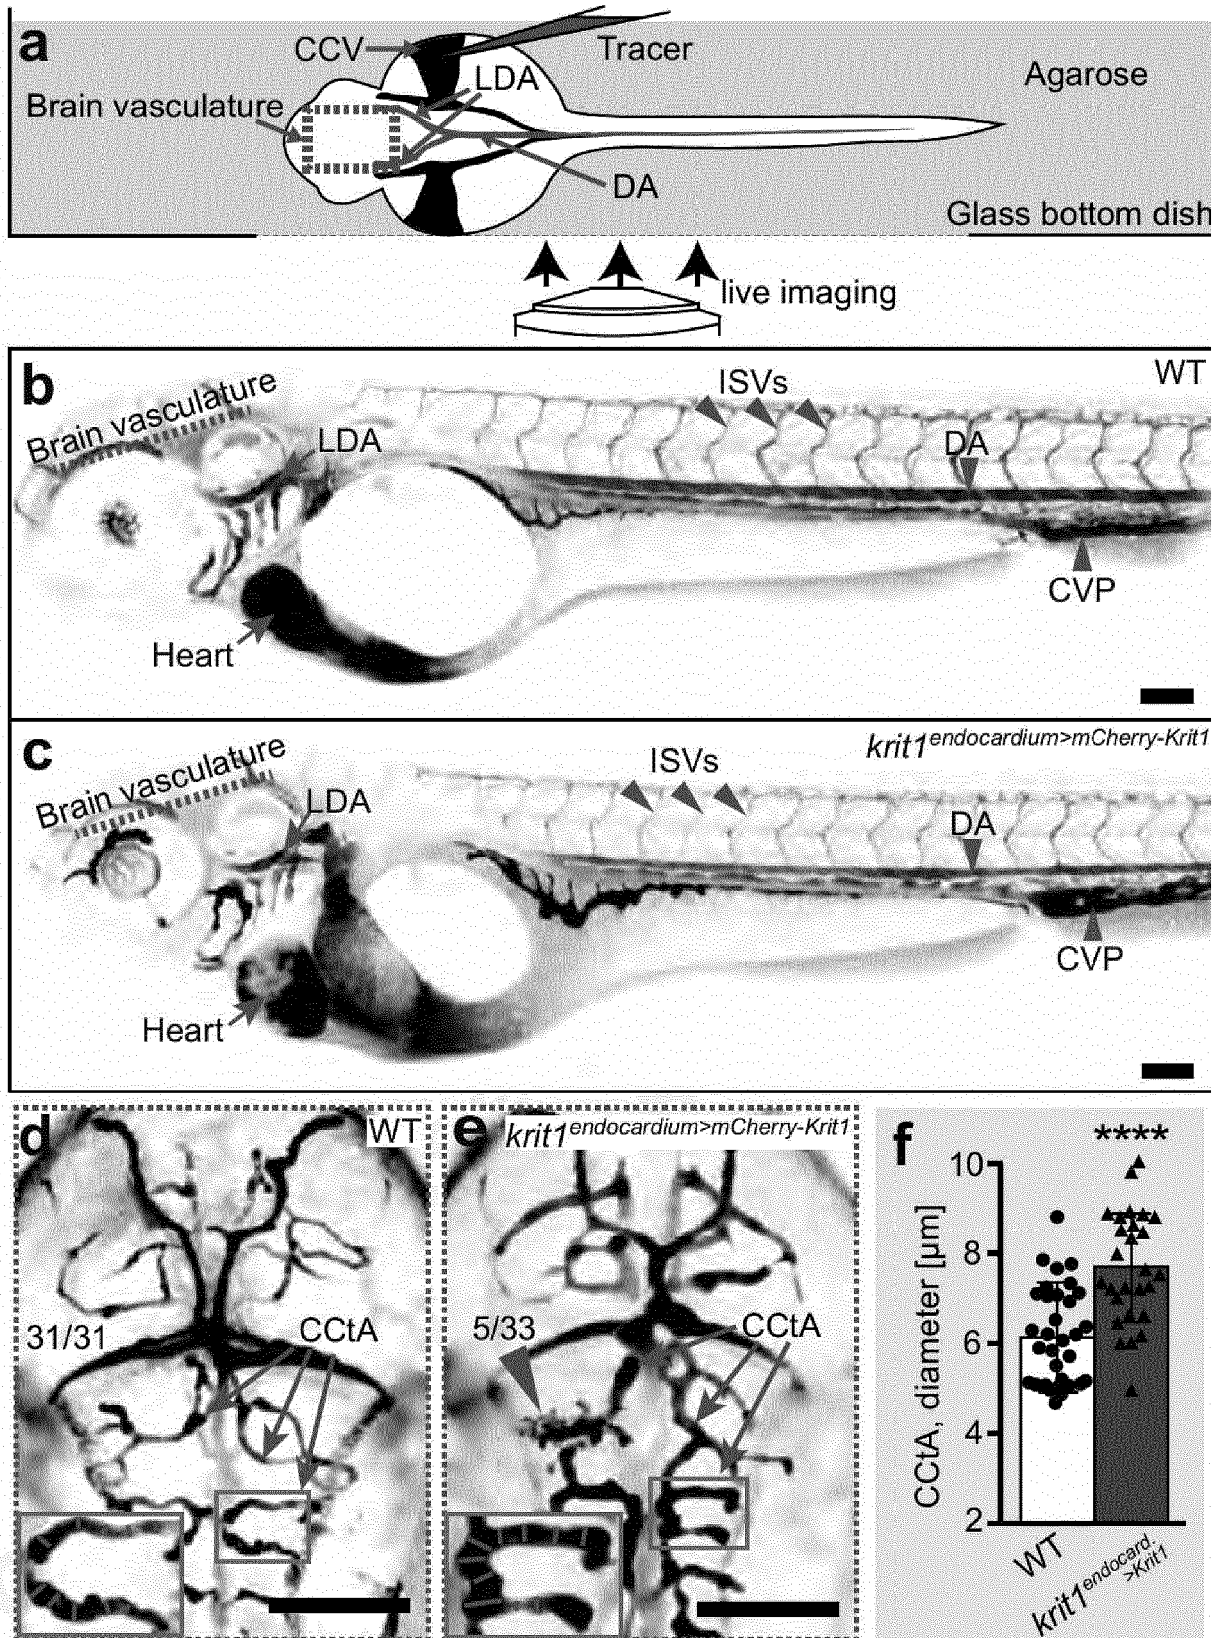 a
CCV
Tracer
LDA
Agarose
Brain vasculature
DA
Glass bottom dish
live imaging
b
WT
Brain vasculature
ISVs
LDA
DA
CVP
Heart
c
krit1endocardium>mCherry-Krit1
Brain vasculature
ISVs
LDA
DA
CVP
Heart
d
WT
31/31
CCtA
e
krit1endocardium>mCherry-Krit1
5/33
CCtA
f
****
CCtA, diameter [µm]
10
8
6
4
2
WT
krit1endocard.
>Krit1